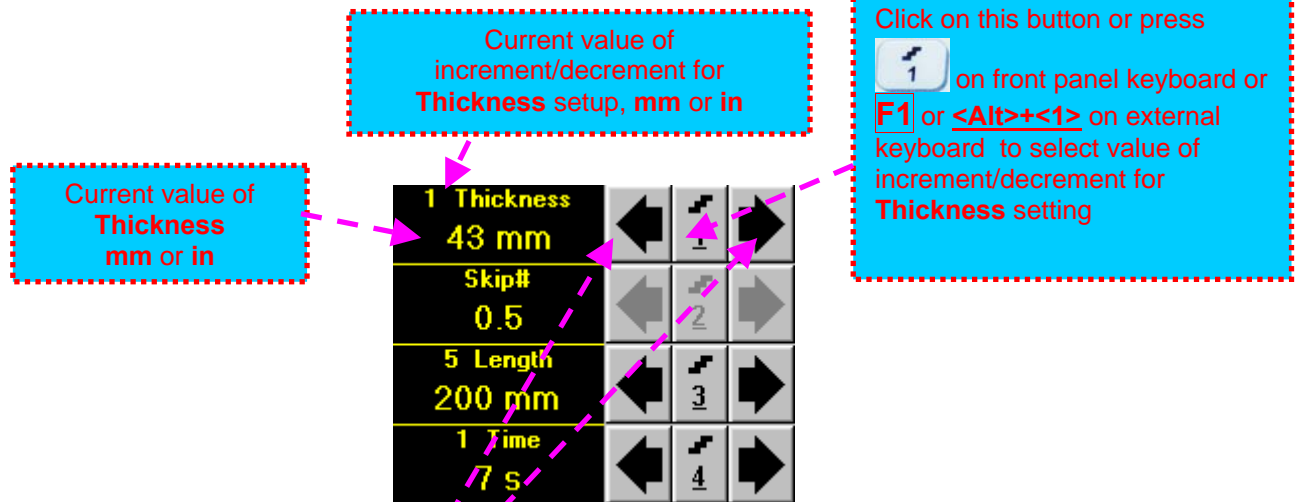 Current value of
increment/decrement for
Thickness setup, mm or in
Click on this button or press
1 on front panel keyboard or
F1 or <Alt>+<1> on external
keyboard to select value of
increment/decrement for
Thickness setting
Current value of
Thickness
mm or in
1 Thickness
43 mm
1
Skip#
0.5
2
5 Length
200 mm
3
1 Time
7 s
4